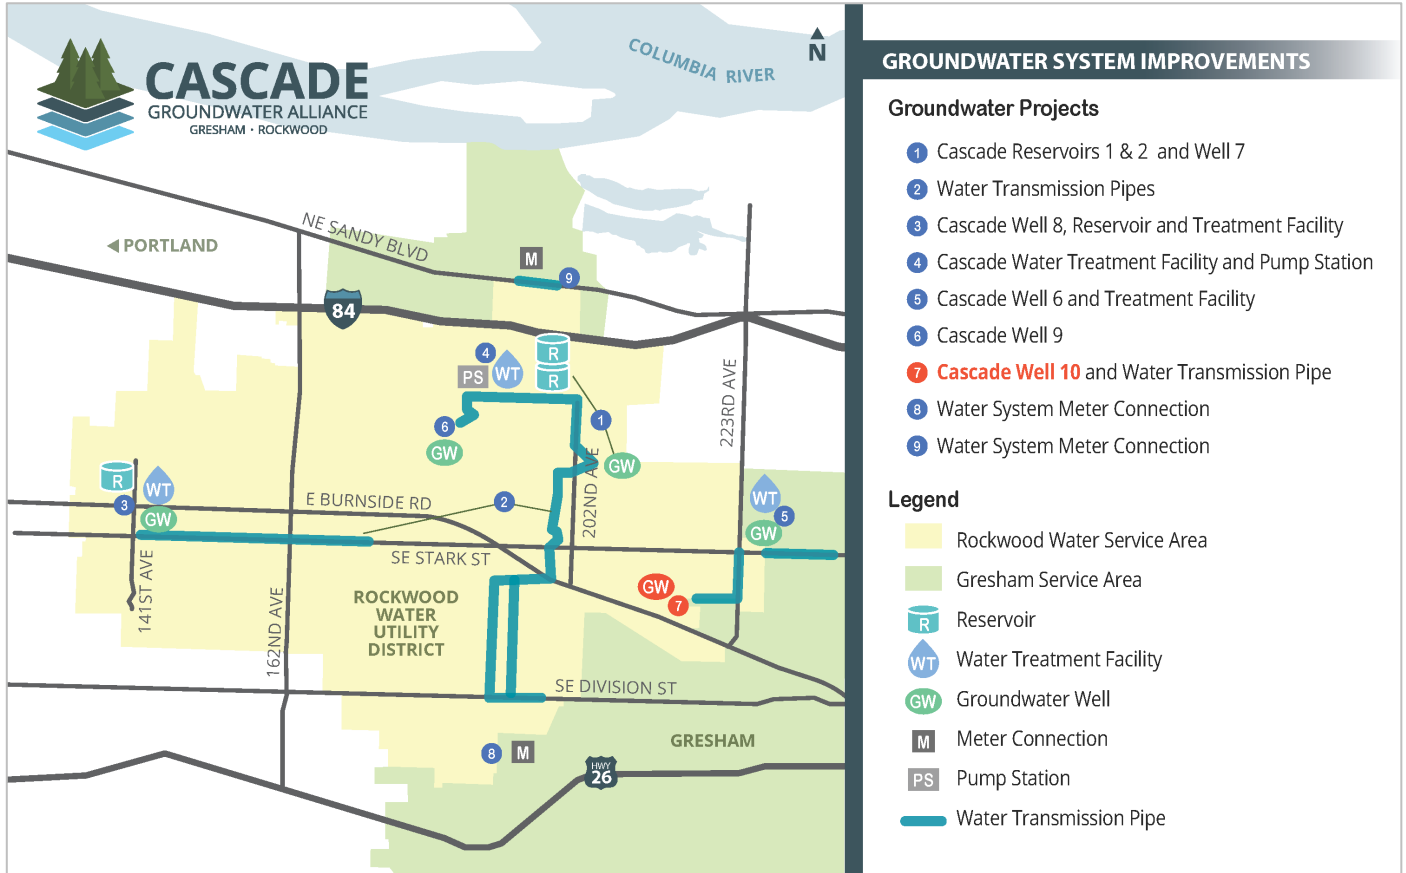 CASCADE
GROUNDWATER ALLIANCE
GRESHAM • ROCKWOOD
COLUMBIA RIVER
N
PORTLAND
NE SANDY BLVD
M
9
84
4
PS
WT
R
R
6
GW
1
GW
223RD AVE
202ND AVE
R
3
WT
GW
E BURNSIDE RD
2
WT
5
GW
SE STARK ST
141ST AVE
162ND AVE
ROCKWOOD
WATER
UTILITY
DISTRICT
GW
7
SE DIVISION ST
GRESHAM
8
M
HWY
26
GROUNDWATER SYSTEM IMPROVEMENTS
Groundwater Projects
1 Cascade Reservoirs 1 & 2 and Well 7
2 Water Transmission Pipes
3 Cascade Well 8, Reservoir and Treatment Facility
4 Cascade Water Treatment Facility and Pump Station
5 Cascade Well 6 and Treatment Facility
6 Cascade Well 9
7 Cascade Well 10 and Water Transmission Pipe
8 Water System Meter Connection
9 Water System Meter Connection
Legend
Rockwood Water Service Area
Gresham Service Area
R Reservoir
WT Water Treatment Facility
GW Groundwater Well
M Meter Connection
PS Pump Station
Water Transmission Pipe